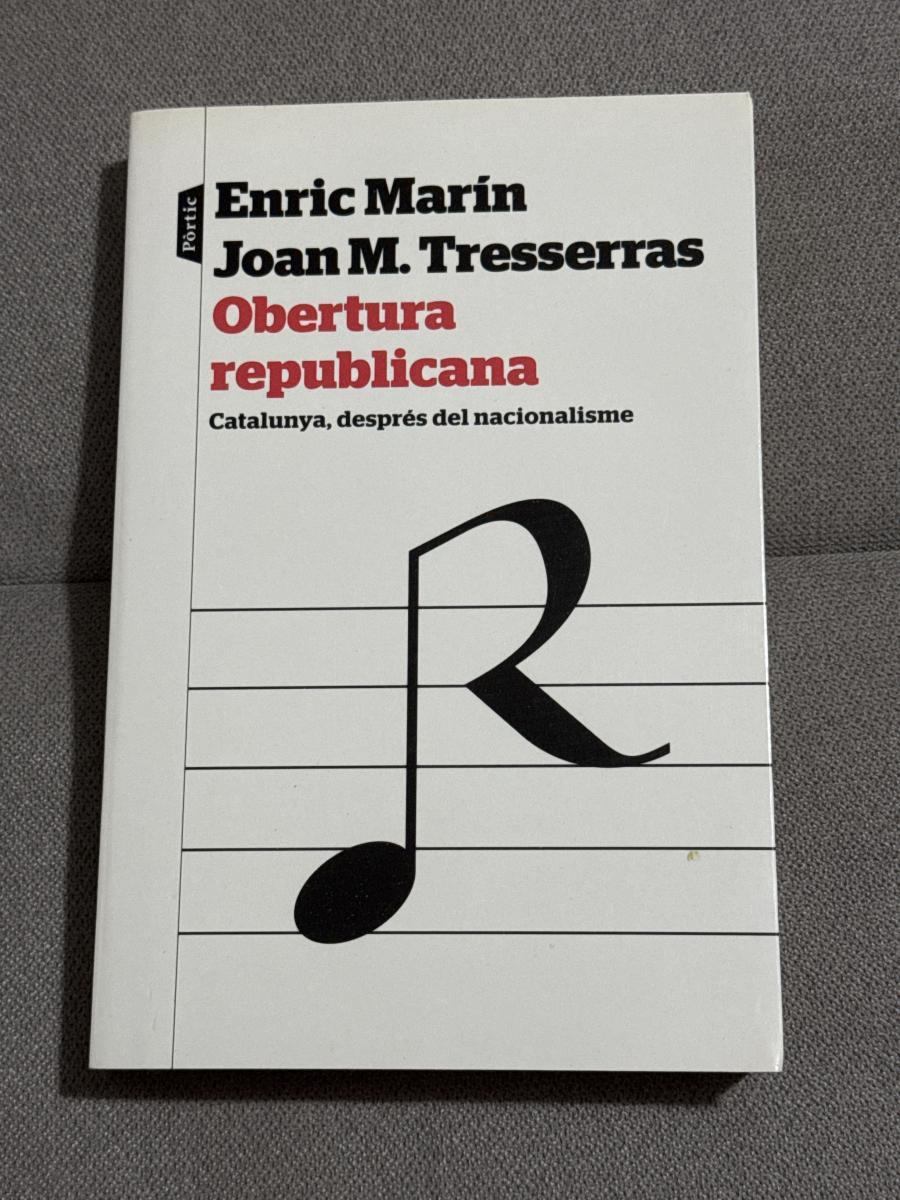 Pòrtic
Enric Marín
Joan M. Tresserras
Obertura
republicana
Catalunya, després del nacionalisme